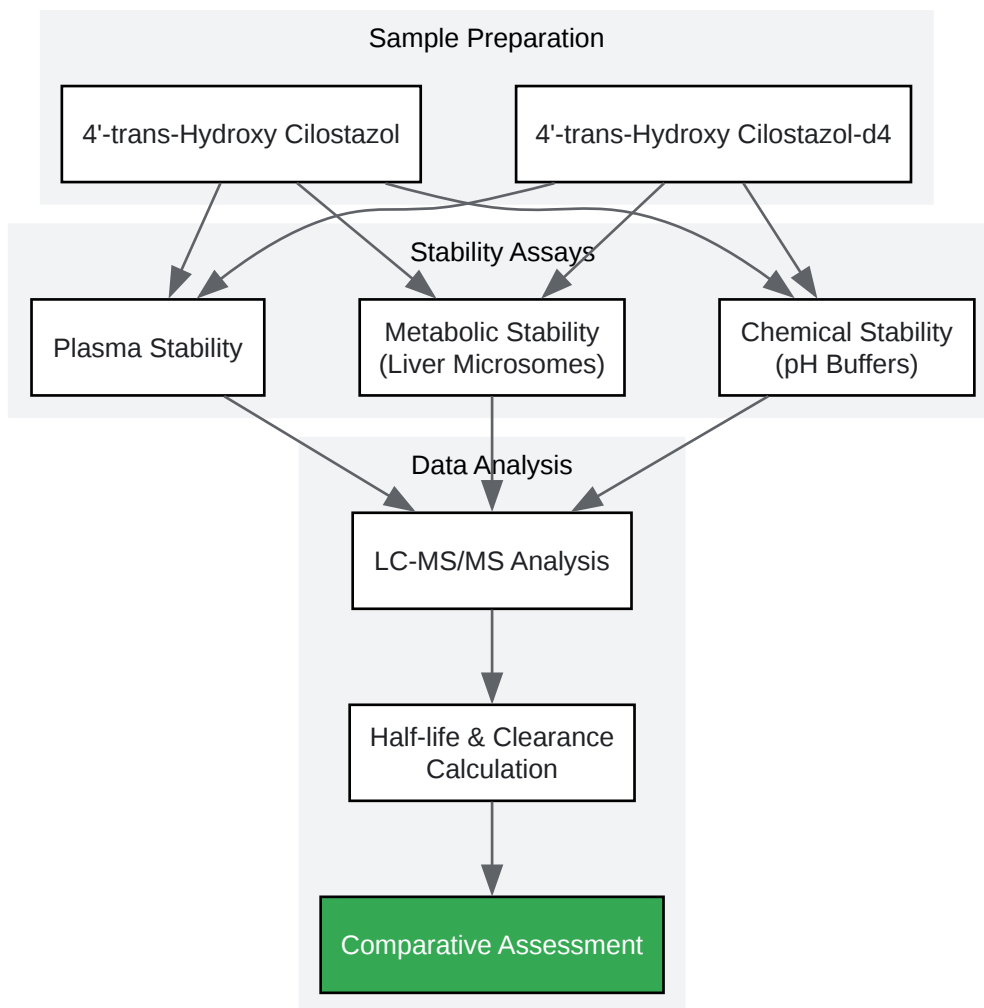 Sample Preparation
4'-trans-Hydroxy Cilostazol
4'-trans-Hydroxy Cilostazol-d4
Stability Assays
Plasma Stability
Metabolic Stability
(Liver Microsomes)
Chemical Stability
(pH Buffers)
Data Analysis
LC-MS/MS Analysis
Half-life & Clearance
Calculation
Comparative Assessment